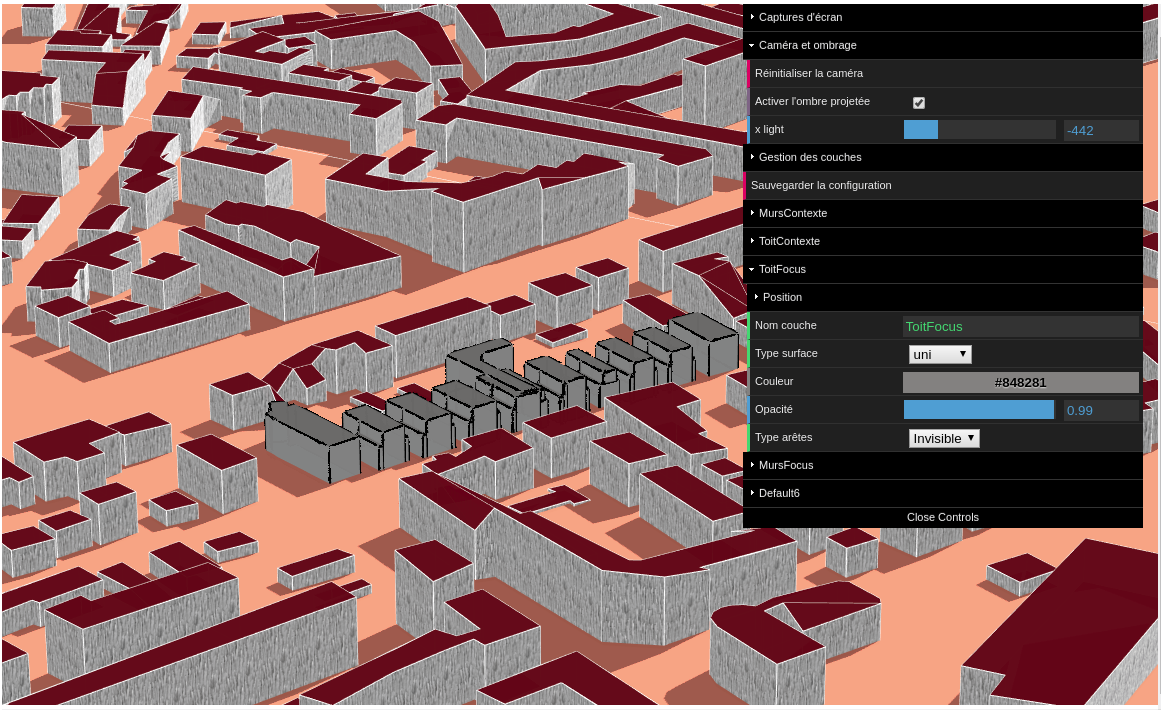 Captures d'écran
Caméra et ombrage
Réinitialiser la caméra
Activer l'ombre projetée
x light -442
Gestion des couches
Sauvegarder la configuration
MursContexte
ToitContexte
ToitFocus
Position
Nom couche ToitFocus
Type surface uni
Couleur #848281
Opacité 0.99
Type arêtes Invisible
MursFocus
Default6
Close Controls